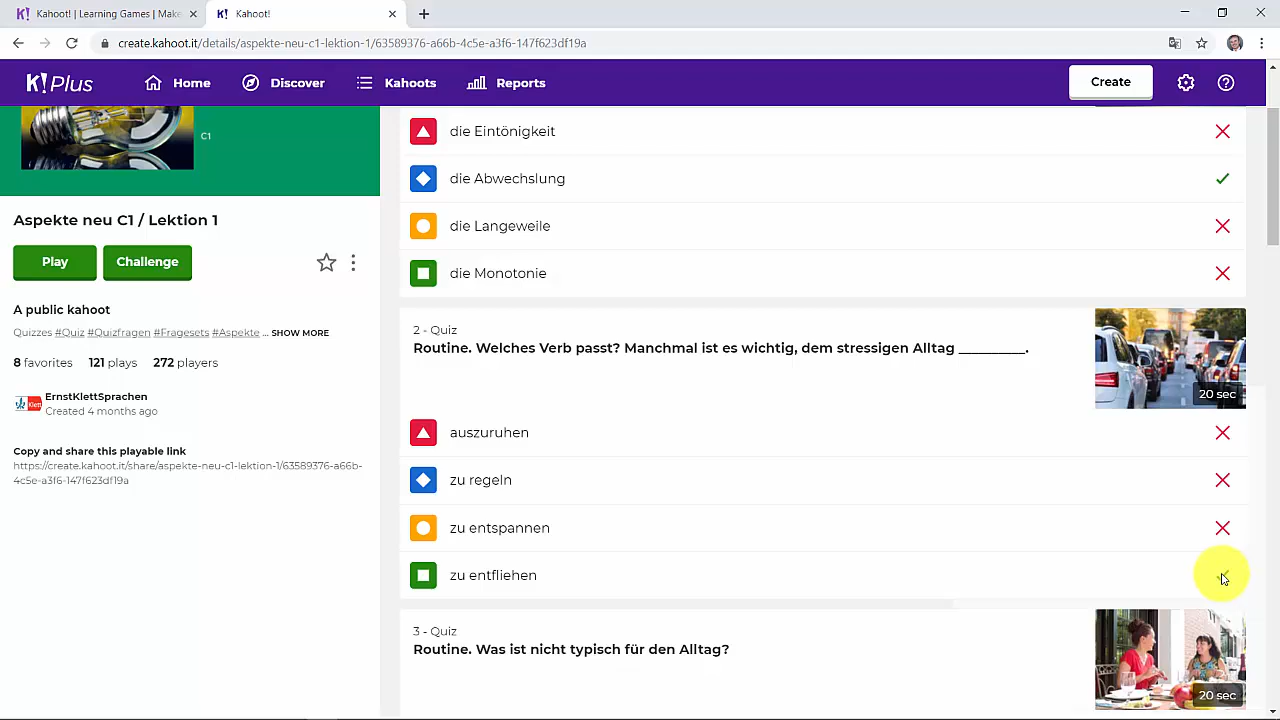 Kahoot! | Learning Games | Make
Kahoot!
create.kahoot.it/details/aspekte-neu-c1-lektion-1/63589376-a66b-4c5e-a3f6-147f623df19a
K!Plus
Home
Discover
Kahoots
Reports
Create
C1
Aspekte neu C1 / Lektion 1
Play
Challenge
A public kahoot
Quizzes #Quiz #Quizfragen #Fragesets #Aspekte ... SHOW MORE
8 favorites 121 plays 272 players
Klett
ErnstKlettSprachen
Created 4 months ago
Copy and share this playable link
https://create.kahoot.it/share/aspekte-neu-c1-lektion-1/63589376-a66b-
4c5e-a3f6-147f623df19a
die Eintönigkeit
die Abwechslung
die Langeweile
die Monotonie
2 - Quiz
Routine. Welches Verb passt? Manchmal ist es wichtig, dem stressigen Alltag __________.
20 sec
auszuruhen
zu regeln
zu entspannen
zu entfliehen
3 - Quiz
Routine. Was ist nicht typisch für den Alltag?
20 sec